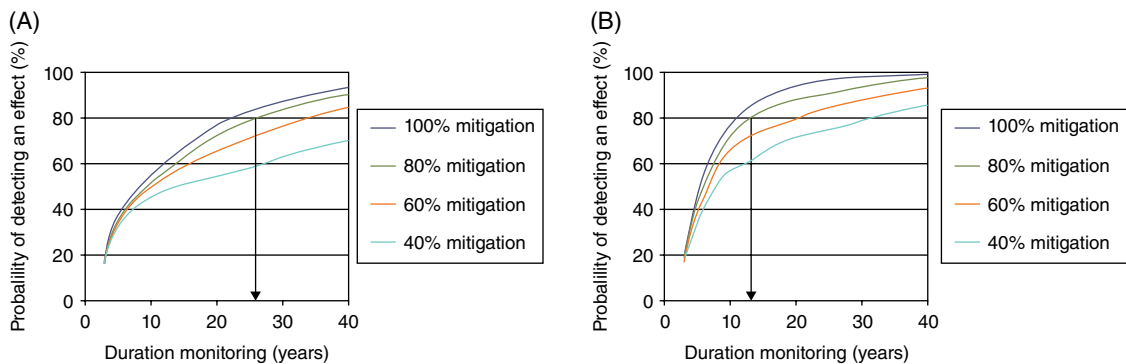 (A)
Probalility of detecting an effect (%)
100
80
60
40
20
0
0 10 20 30 40
Duration monitoring (years)
100% mitigation
80% mitigation
60% mitigation
40% mitigation
(B)
Probalility of detecting an effect (%)
100
80
60
40
20
0
0 10 20 30 40
Duration monitoring (years)
100% mitigation
80% mitigation
60% mitigation
40% mitigation